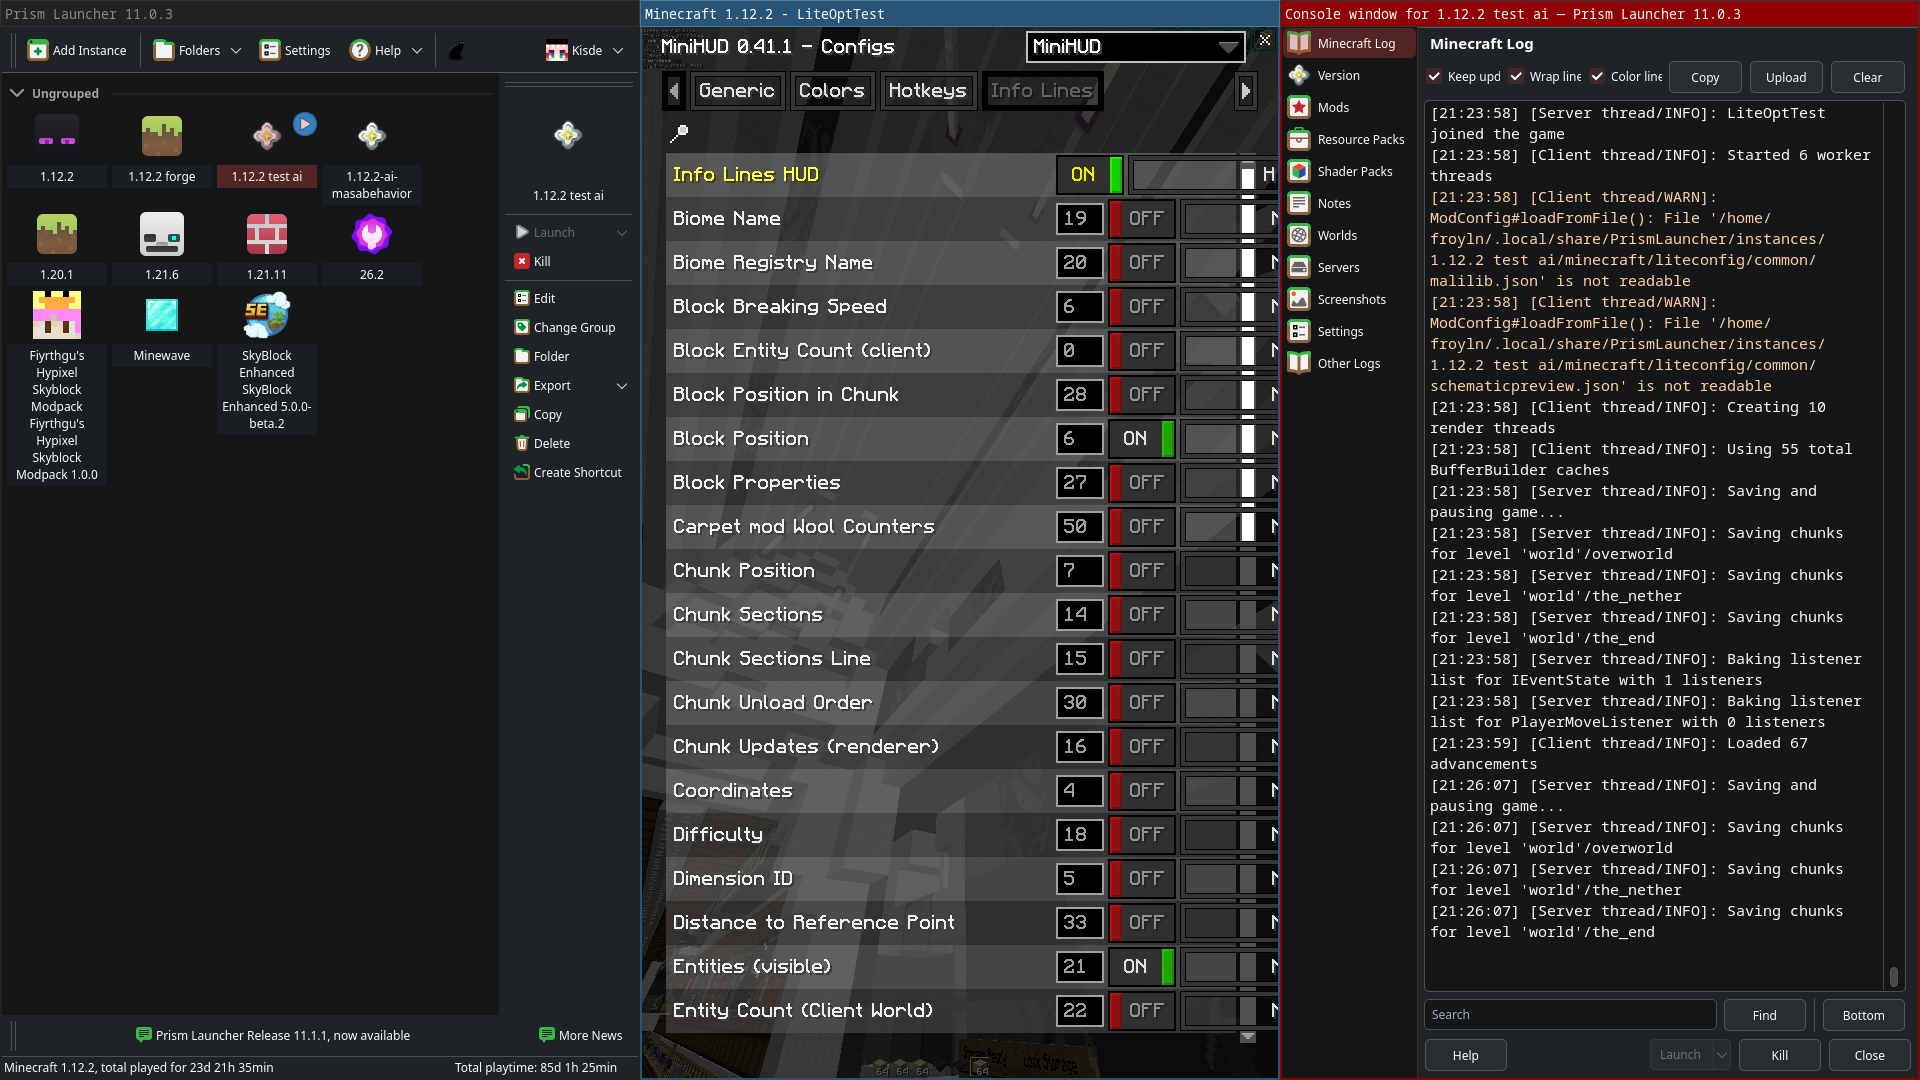 Prism Launcher 11.0.3
Add Instance
Folders
Settings
Help
Kisde
Ungrouped
1.12.2
1.12.2 forge
1.12.2 test ai
1.12.2-ai-
masabehavior
1.20.1
1.21.6
1.21.11
26.2
Fiyrthgu's
Hypixel
Skyblock
Modpack
Fiyrthgu's
Hypixel
Skyblock
Modpack 1.0.0
Minewave
SkyBlock
Enhanced
SkyBlock
Enhanced 5.0.0-
beta.2
1.12.2 test ai
Launch
Kill
Edit
Change Group
Folder
Export
Copy
Delete
Create Shortcut
Prism Launcher Release 11.1.1, now available
More News
Minecraft 1.12.2, total played for 23d 21h 35min
Total playtime: 85d 1h 25min
Minecraft 1.12.2 - LiteOptTest
MiniHUD 0.41.1 - Configs
MiniHUD
Generic
Colors
Hotkeys
Info Lines
Info Lines HUD ON H
Biome Name 19 OFF
Biome Registry Name 20 OFF
Block Breaking Speed 6 OFF
Block Entity Count (client) 0 OFF
Block Position in Chunk 28 OFF
Block Position 6 ON
Block Properties 27 OFF
Carpet mod Wool Counters 50 OFF
Chunk Position 7 OFF
Chunk Sections 14 OFF
Chunk Sections Line 15 OFF
Chunk Unload Order 30 OFF
Chunk Updates (renderer) 16 OFF
Coordinates 4 OFF
Difficulty 18 OFF
Dimension ID 5 OFF
Distance to Reference Point 33 OFF
Entities (visible) 21 ON
Entity Count (Client World) 22 OFF
64 64 64
64
Lock Storage
Console window for 1.12.2 test ai — Prism Launcher 11.0.3
Minecraft Log
Version
Mods
Resource Packs
Shader Packs
Notes
Worlds
Servers
Screenshots
Settings
Other Logs
Minecraft Log
Keep upd
Wrap line
Color line
Copy
Upload
Clear
[21:23:58] [Server thread/INFO]: LiteOptTest
joined the game
[21:23:58] [Client thread/INFO]: Started 6 worker
threads
[21:23:58] [Client thread/WARN]:
ModConfig#loadFromFile(): File '/home/
froyln/.local/share/PrismLauncher/instances/
1.12.2 test ai/minecraft/liteconfig/common/
malilib.json' is not readable
[21:23:58] [Client thread/WARN]:
ModConfig#loadFromFile(): File '/home/
froyln/.local/share/PrismLauncher/instances/
1.12.2 test ai/minecraft/liteconfig/common/
schematicpreview.json' is not readable
[21:23:58] [Client thread/INFO]: Creating 10
render threads
[21:23:58] [Client thread/INFO]: Using 55 total
BufferBuilder caches
[21:23:58] [Server thread/INFO]: Saving and
pausing game...
[21:23:58] [Server thread/INFO]: Saving chunks
for level 'world'/overworld
[21:23:58] [Server thread/INFO]: Saving chunks
for level 'world'/the_nether
[21:23:58] [Server thread/INFO]: Saving chunks
for level 'world'/the_end
[21:23:58] [Server thread/INFO]: Baking listener
list for IEventState with 1 listeners
[21:23:58] [Server thread/INFO]: Baking listener
list for PlayerMoveListener with 0 listeners
[21:23:59] [Client thread/INFO]: Loaded 67
advancements
[21:26:07] [Server thread/INFO]: Saving and
pausing game...
[21:26:07] [Server thread/INFO]: Saving chunks
for level 'world'/overworld
[21:26:07] [Server thread/INFO]: Saving chunks
for level 'world'/the_nether
[21:26:07] [Server thread/INFO]: Saving chunks
for level 'world'/the_end
Search
Find
Bottom
Help
Launch
Kill
Close